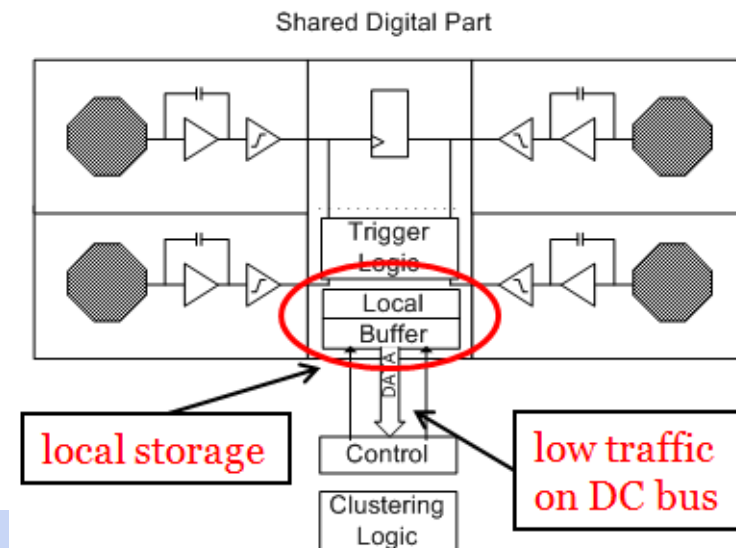 Shared Digital Part
Trigger
Logic
Local
Buffer
DATA
local storage
Control
low traffic
on DC bus
Clustering
Logic